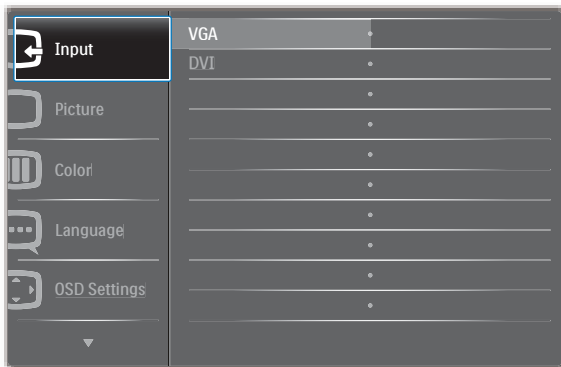 Input
VGA
DVI
Picture
Color
Language
OSD Settings